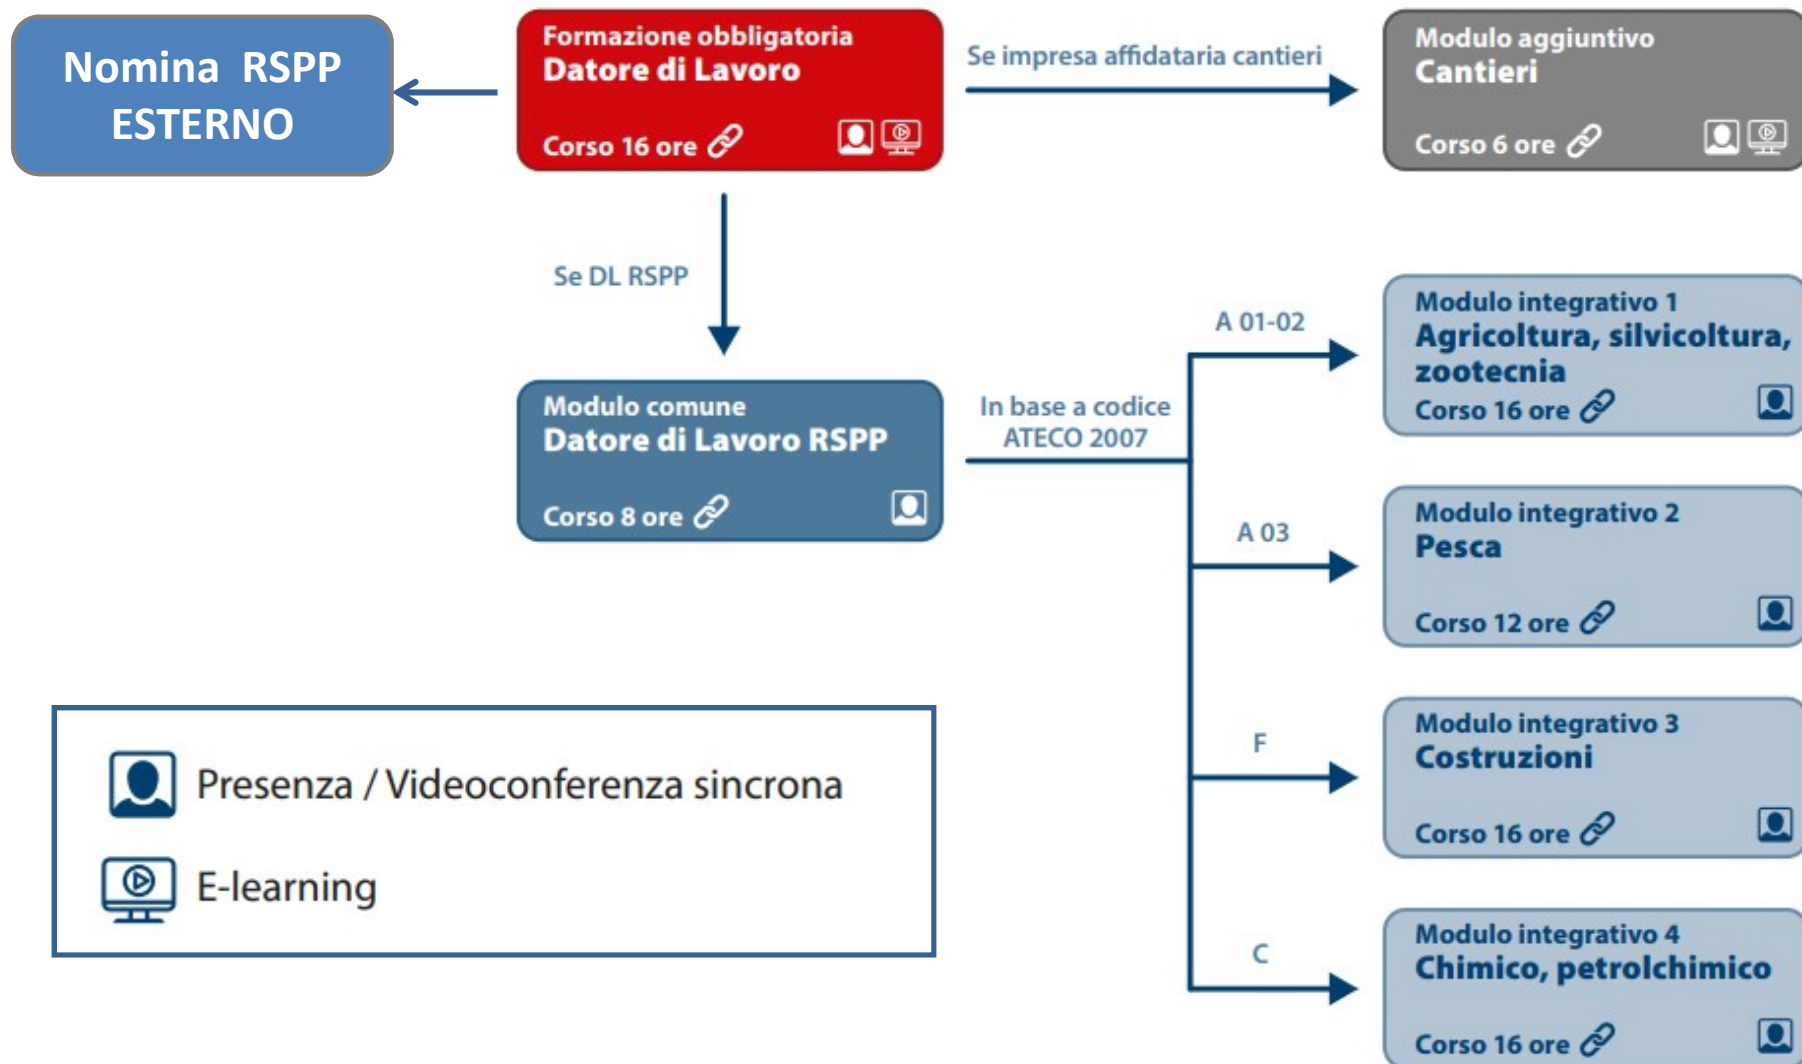 Nomina RSPP
ESTERNO
Formazione obbligatoria
Datore di Lavoro
Corso 16 ore
Se impresa affidataria cantieri
Modulo aggiuntivo
Cantieri
Corso 6 ore
Se DL RSPP
Modulo comune
Datore di Lavoro RSPP
Corso 8 ore
In base a codice
ATECO 2007
A 01-02
Modulo integrativo 1
Agricoltura, silvicoltura,
zootecnia
Corso 16 ore
A 03
Modulo integrativo 2
Pesca
Corso 12 ore
F
Modulo integrativo 3
Costruzioni
Corso 16 ore
C
Modulo integrativo 4
Chimico, petrolchimico
Corso 16 ore
Presenza / Videoconferenza sincrona
E-learning